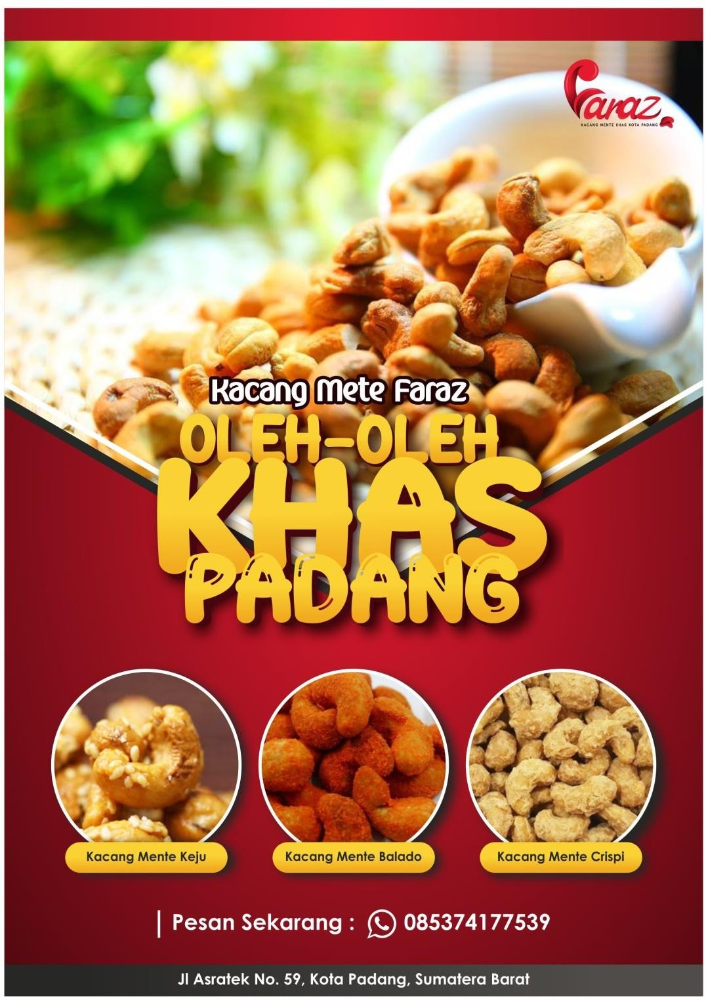 Faraz
KACANG MENTE KHAS KOTA PADANG
Kacang Mete Faraz
OLEH-OLEH
KHAS
PADANG
Kacang Mente Keju
Kacang Mente Balado
Kacang Mente Crispi
| Pesan Sekarang : 085374177539
Jl Asratek No. 59, Kota Padang, Sumatera Barat